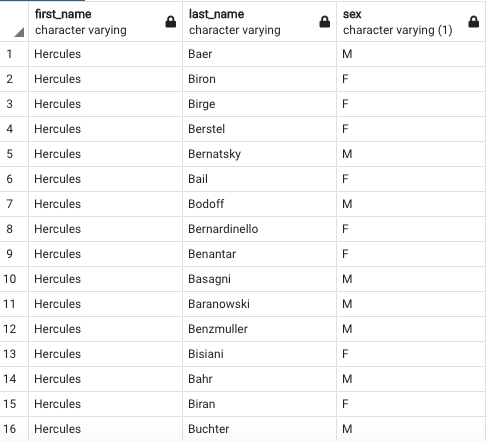 first_name last_name sex
character varying character varying character varying (1)
1 Hercules Baer M
2 Hercules Biron F
3 Hercules Birge F
4 Hercules Berstel F
5 Hercules Bernatsky M
6 Hercules Bail F
7 Hercules Bodoff M
8 Hercules Bernardinello F
9 Hercules Benantar F
10 Hercules Basagni M
11 Hercules Baranowski M
12 Hercules Benzmuller M
13 Hercules Bisiani F
14 Hercules Bahr M
15 Hercules Biran F
16 Hercules Buchter M